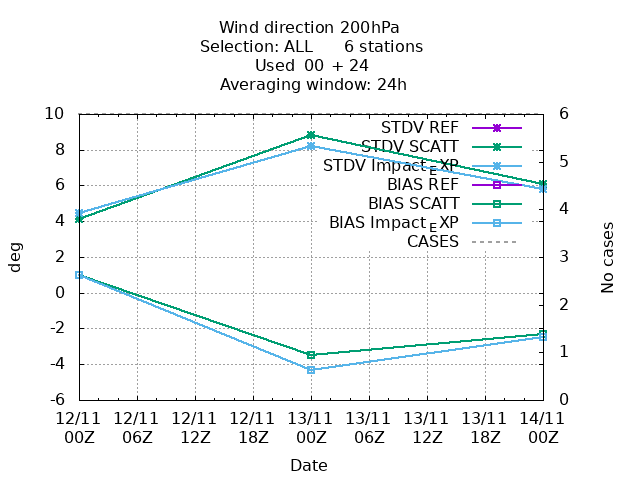 Wind direction 200hPa
Selection: ALL 6 stations
Used 00 + 24
Averaging window: 24h
10
8
6
4
2
0
-2
-4
-6
deg
6
5
4
3
2
1
0
No cases
STDV REF
STDV SCATT
STDV Impact_EXP
BIAS REF
BIAS SCATT
BIAS Impact_EXP
CASES
12/11 12/11 12/11 12/11 13/11 13/11 13/11 13/11 14/11
00Z 06Z 12Z 18Z 00Z 06Z 12Z 18Z 00Z
Date